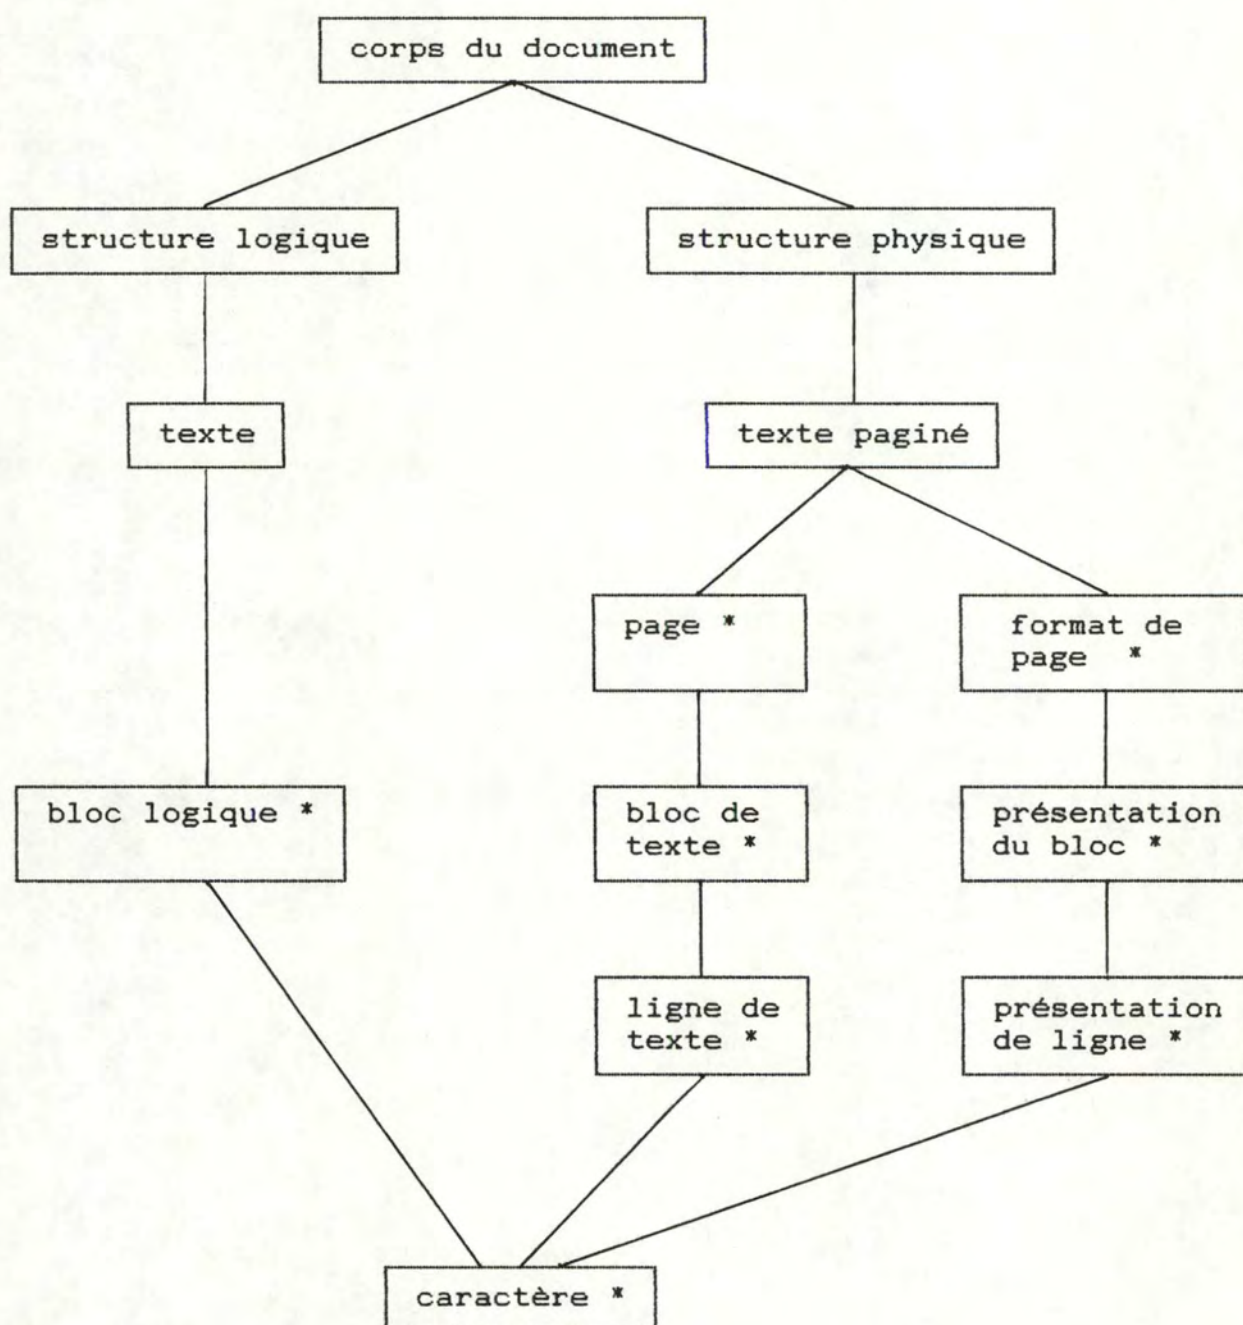 corps du document
structure logique
structure physique
texte
texte paginé
page *
format de
page *
bloc logique *
bloc de
texte *
présentation
du bloc *
ligne de
texte *
présentation
de ligne *
caractère *